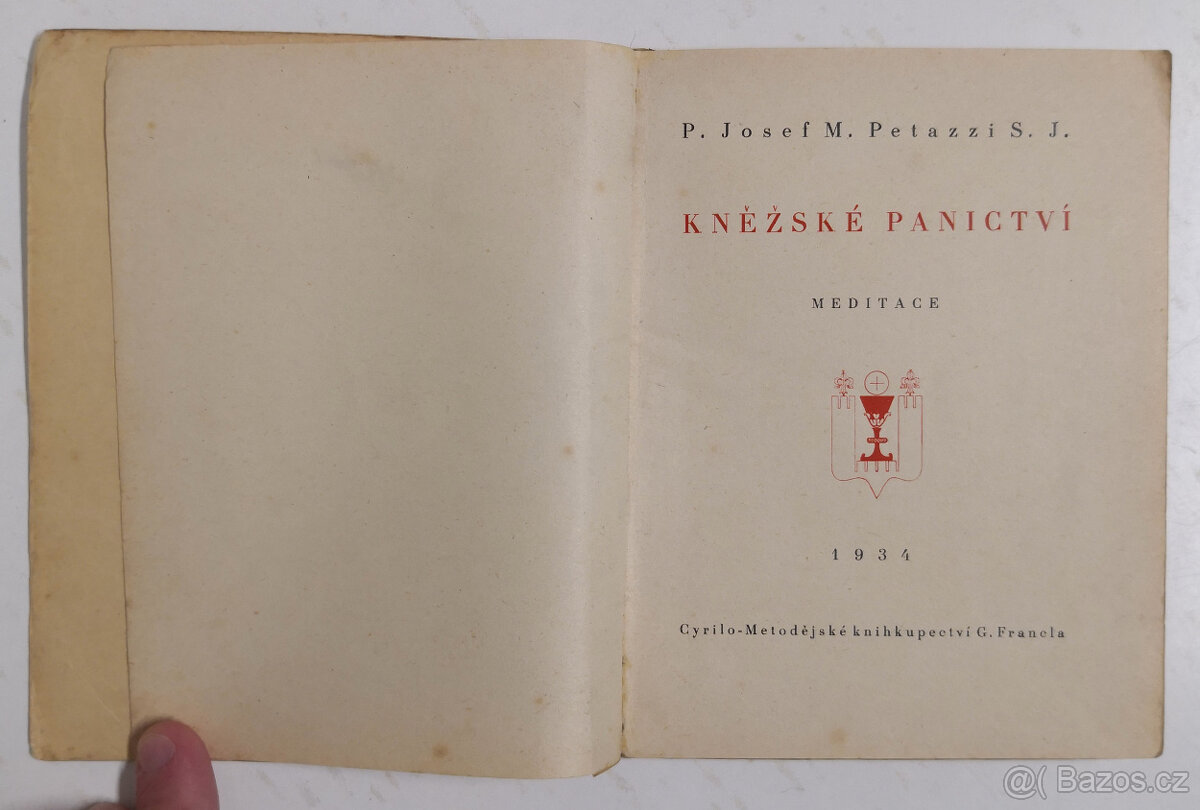 P. Josef M. Petazzi S. J.
KNĚŽSKÉ PANICTVÍ
MEDITACE
1934
Cyrilo-Metodějské knihkupectví G. Francla
@( Bazos.cz